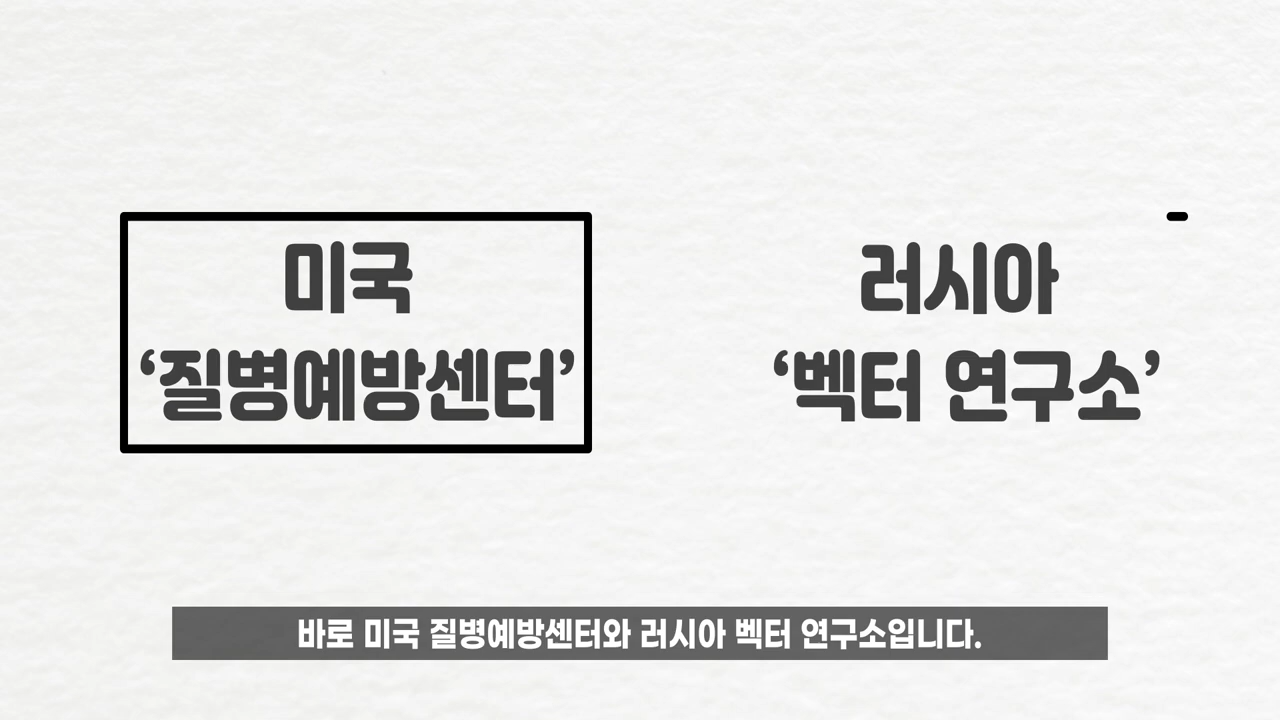 미국
‘질병예방센터’
러시아
‘벡터 연구소’
바로 미국 질병예방센터와 러시아 벡터 연구소입니다.